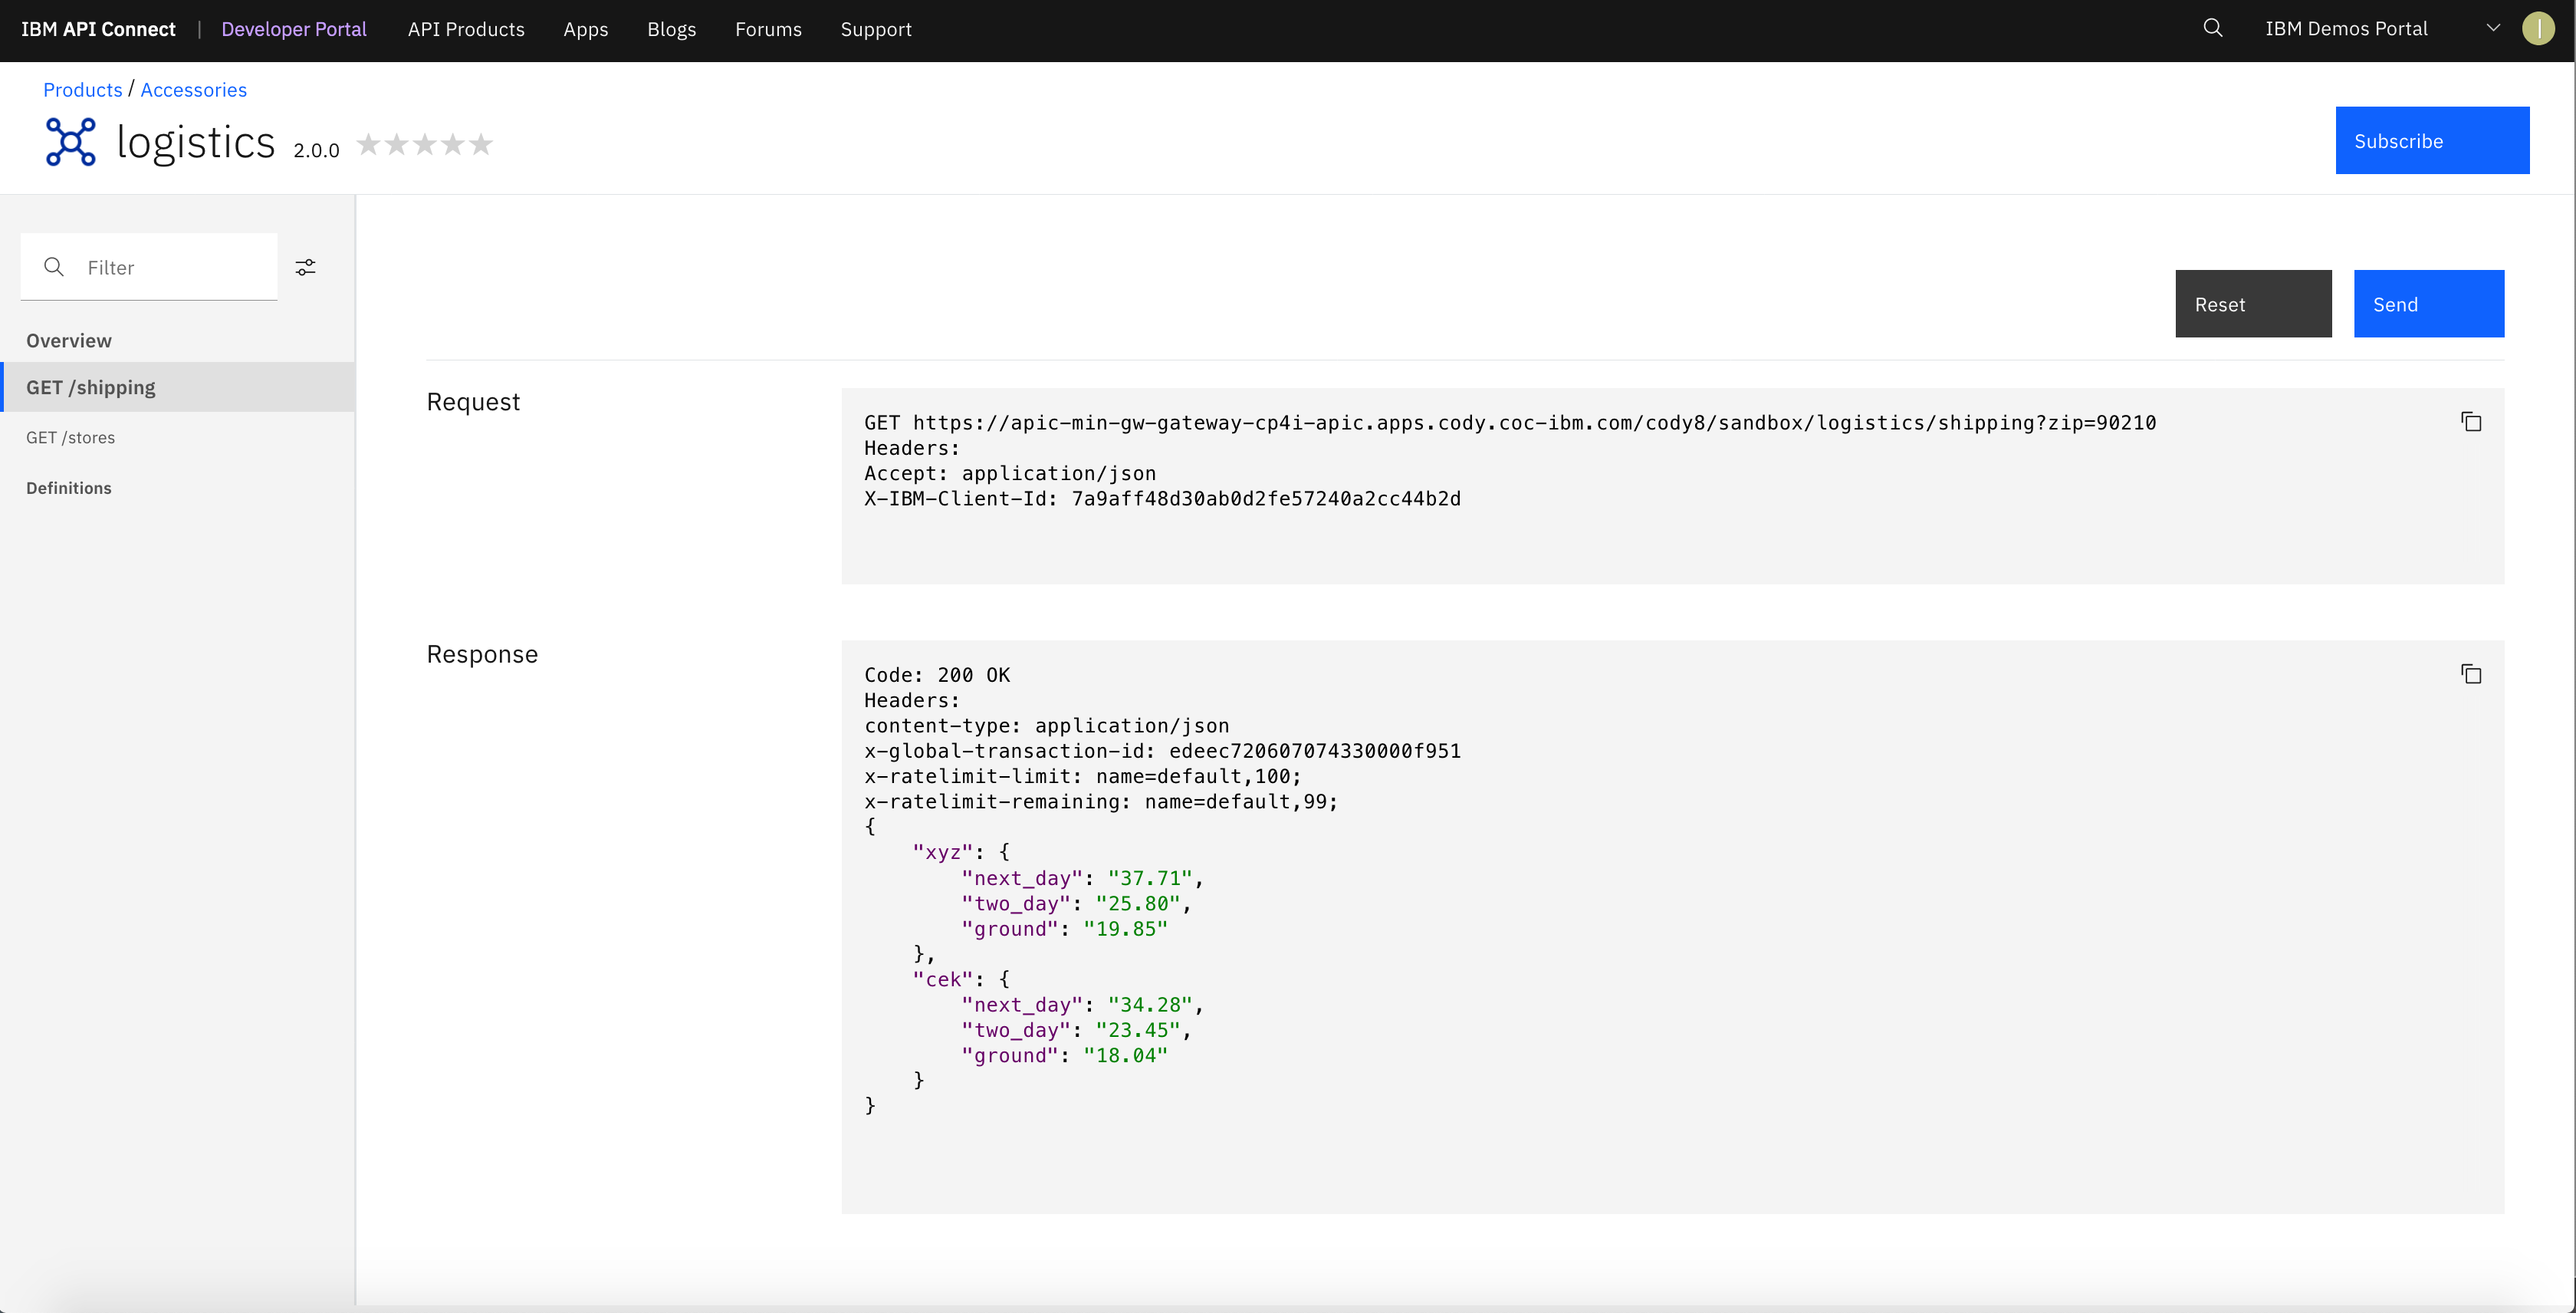 IBM API Connect | Developer Portal API Products Apps Blogs Forums Support IBM Demos Portal
Products / Accessories
logistics 2.0.0
Subscribe
Filter
Overview
GET /shipping
GET /stores
Definitions
Reset Send
Request
GET https://apic-min-gw-gateway-cp4i-apic.apps.cody.coc-ibm.com/cody8/sandbox/logistics/shipping?zip=90210
Headers:
Accept: application/json
X-IBM-Client-Id: 7a9aff48d30ab0d2fe57240a2cc44b2d
Response
Code: 200 OK
Headers:
content-type: application/json
x-global-transaction-id: edeec720607074330000f951
x-ratelimit-limit: name=default,100;
x-ratelimit-remaining: name=default,99;
{
    "xyz": {
        "next_day": "37.71",
        "two_day": "25.80",
        "ground": "19.85"
    },
    "cek": {
        "next_day": "34.28",
        "two_day": "23.45",
        "ground": "18.04"
    }
}